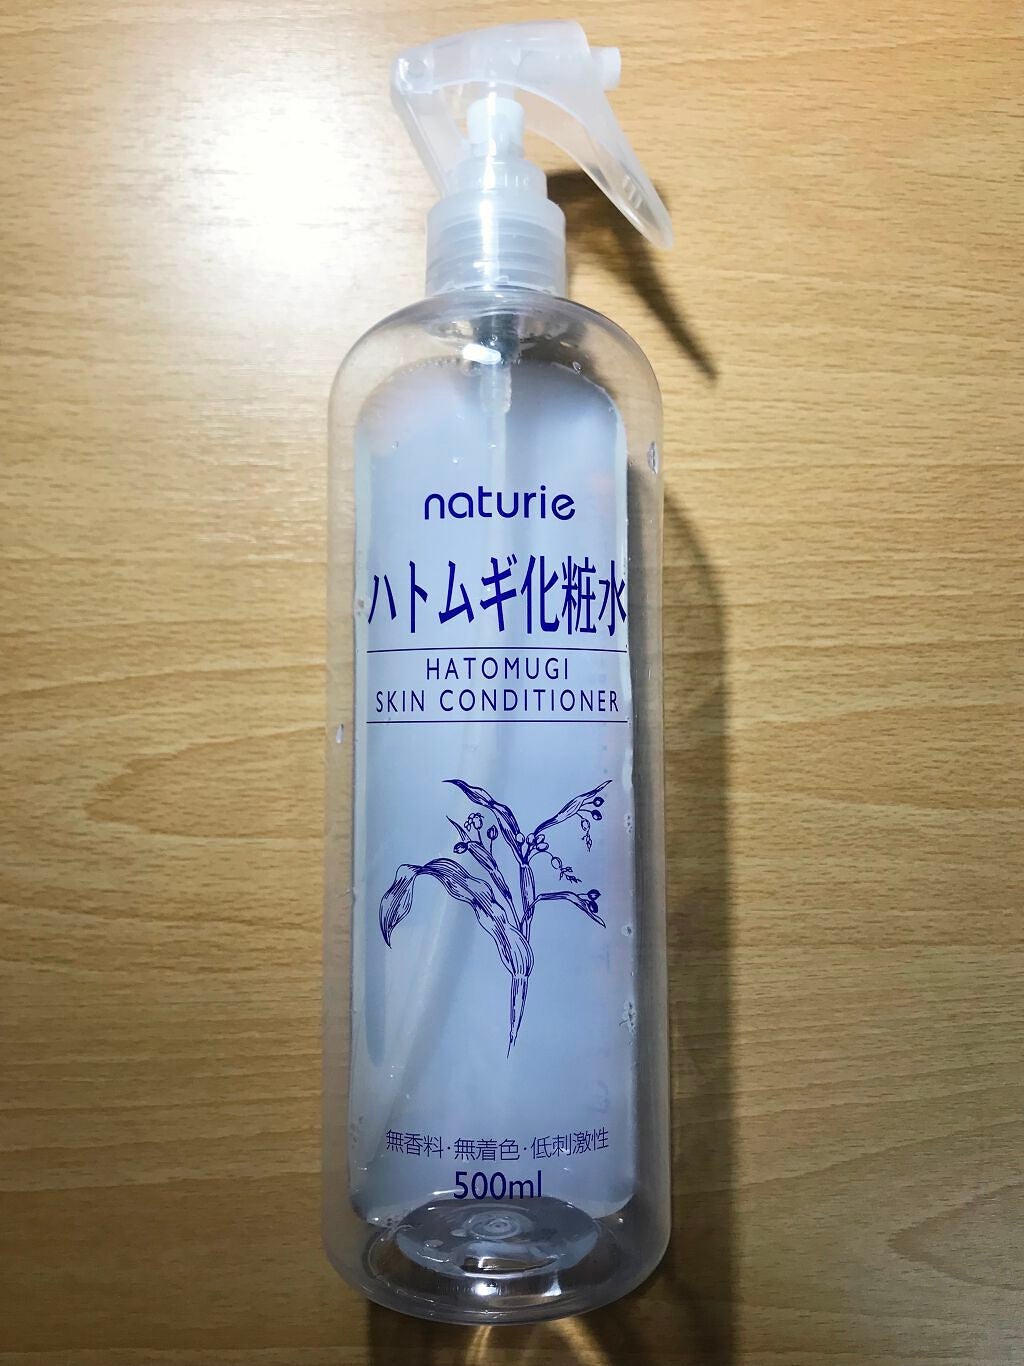 naturie
ハトムギ化粧水
HATOMUGI
SKIN CONDITIONER
無香料・無着色・低刺激性
500ml